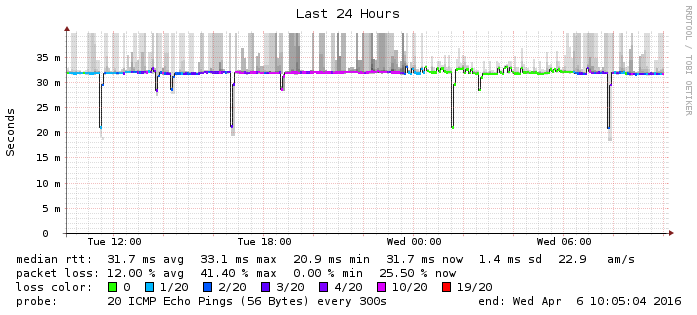 Last 24 Hours
RRDTOOL / TOBI OETIKER
Seconds
35 m
30 m
25 m
20 m
15 m
10 m
5 m
0
Tue 12:00 Tue 18:00 Wed 00:00 Wed 06:00
median rtt: 31.7 ms avg 33.1 ms max 20.9 ms min 31.7 ms now 1.4 ms sd 22.9 am/s
packet loss: 12.00 % avg 41.40 % max 0.00 % min 25.50 % now
loss color: 0 1/20 2/20 3/20 4/20 10/20 19/20
probe: 20 ICMP Echo Pings (56 Bytes) every 300s end: Wed Apr 6 10:05:04 2016